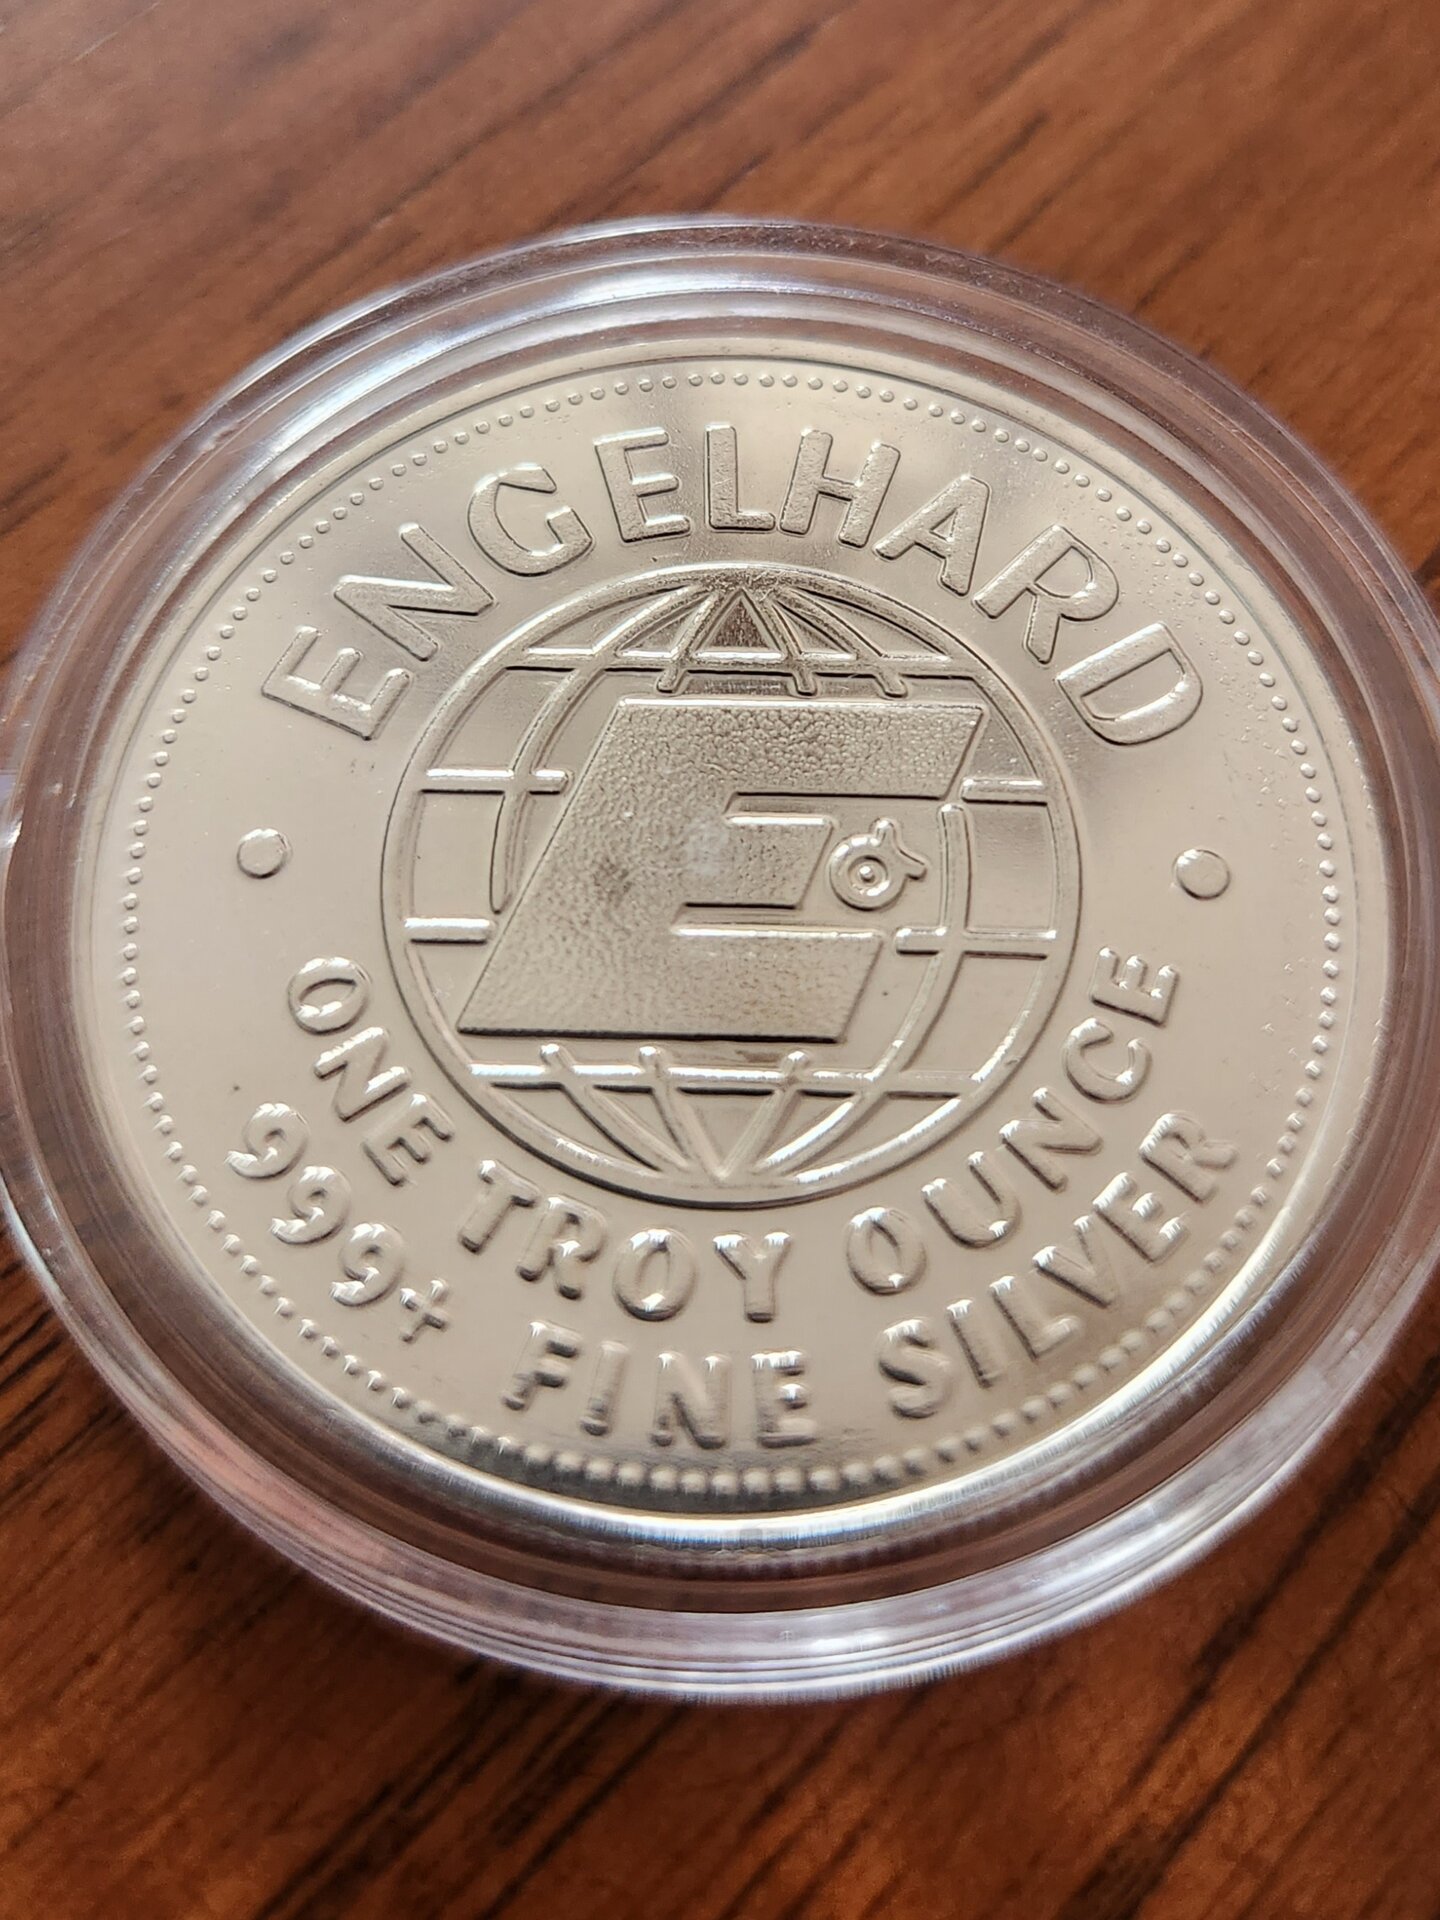 ENGELHARD
E
ONE TROY OUNCE
999+ FINE SILVER